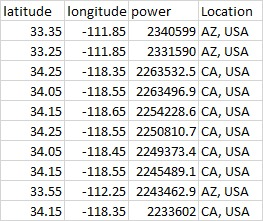 latitude longitude power Location
33.35 -111.85 2340599 AZ, USA
33.25 -111.85 2331590 AZ, USA
34.25 -118.35 2263532.5 CA, USA
34.05 -118.55 2263496.9 CA, USA
34.15 -118.65 2254228.6 CA, USA
34.25 -118.55 2250810.7 CA, USA
34.05 -118.45 2249373.4 CA, USA
34.15 -118.55 2245489.1 CA, USA
33.55 -112.25 2243462.9 AZ, USA
34.15 -118.35 2233602 CA, USA